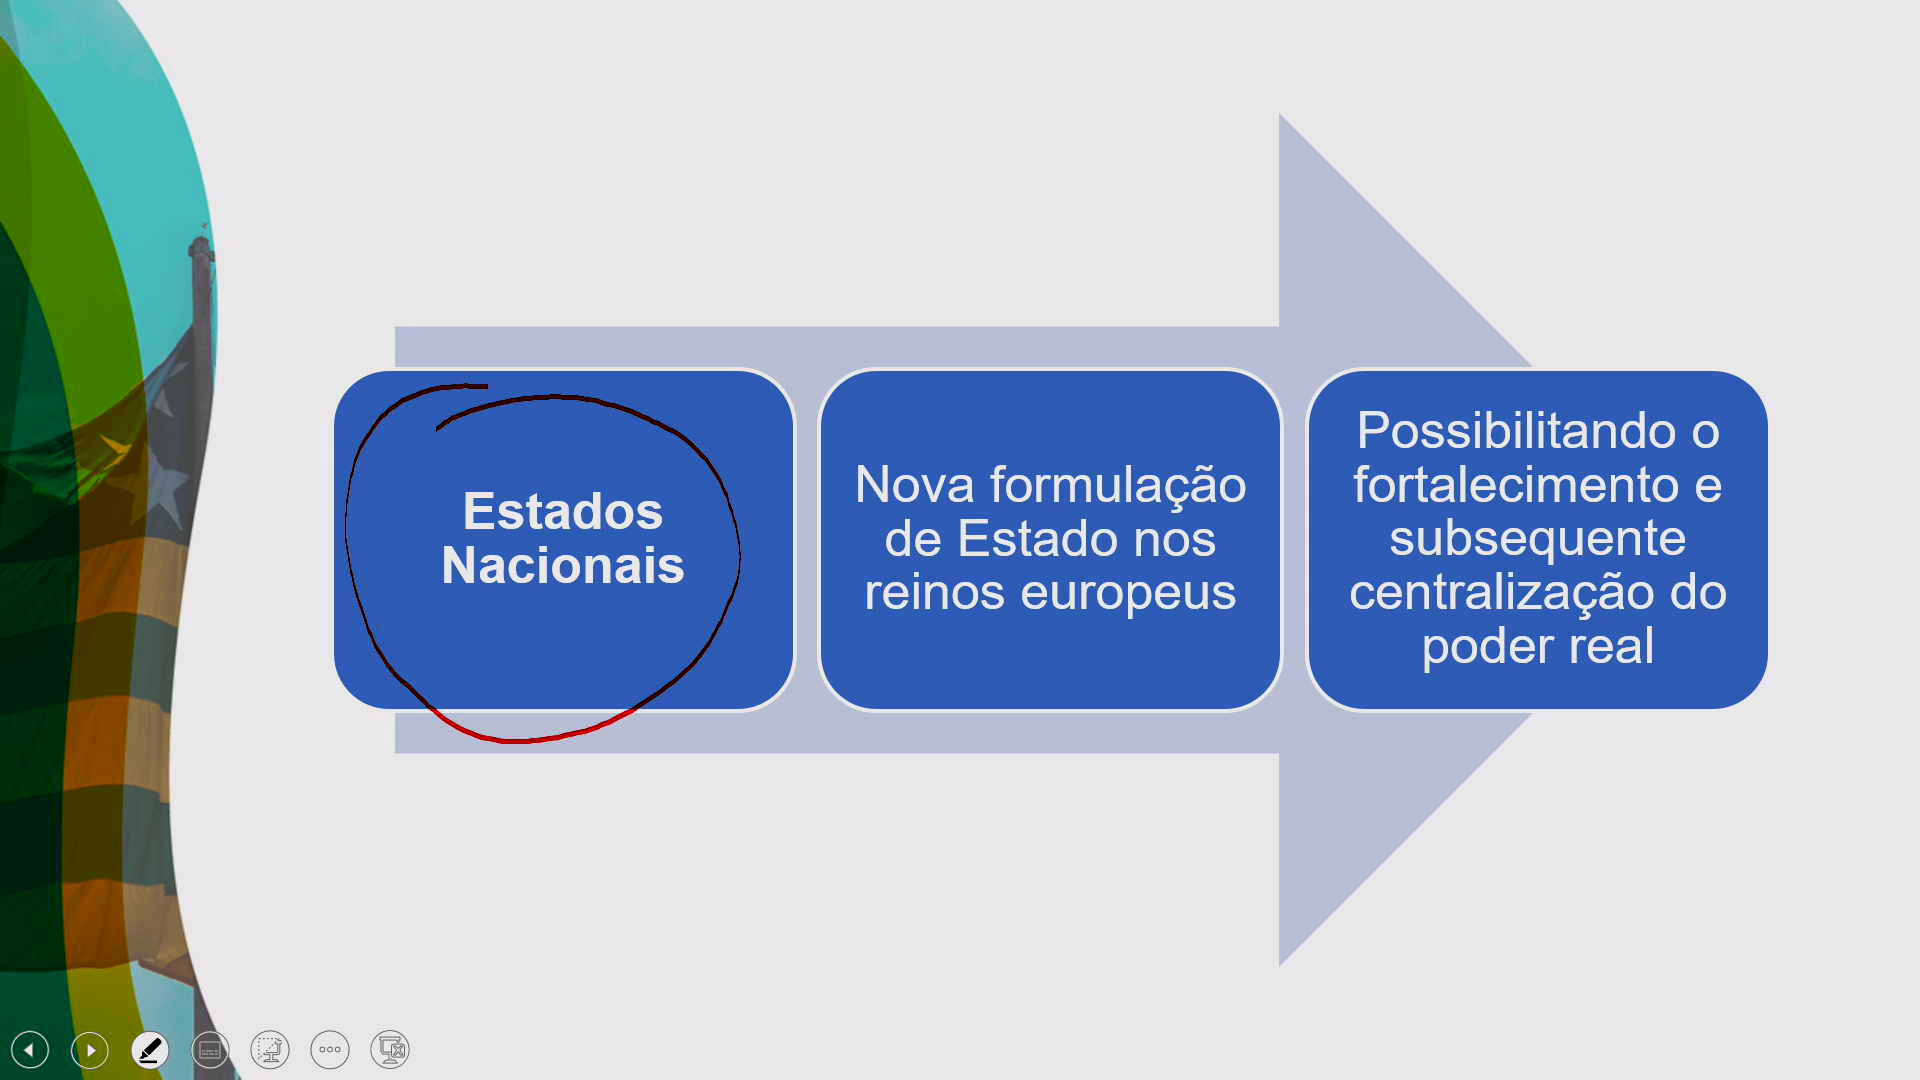 Estados
Nacionais
Nova formulação
de Estado nos
reinos europeus
Possibilitando o
fortalecimento e
subsequente
centralização do
poder real